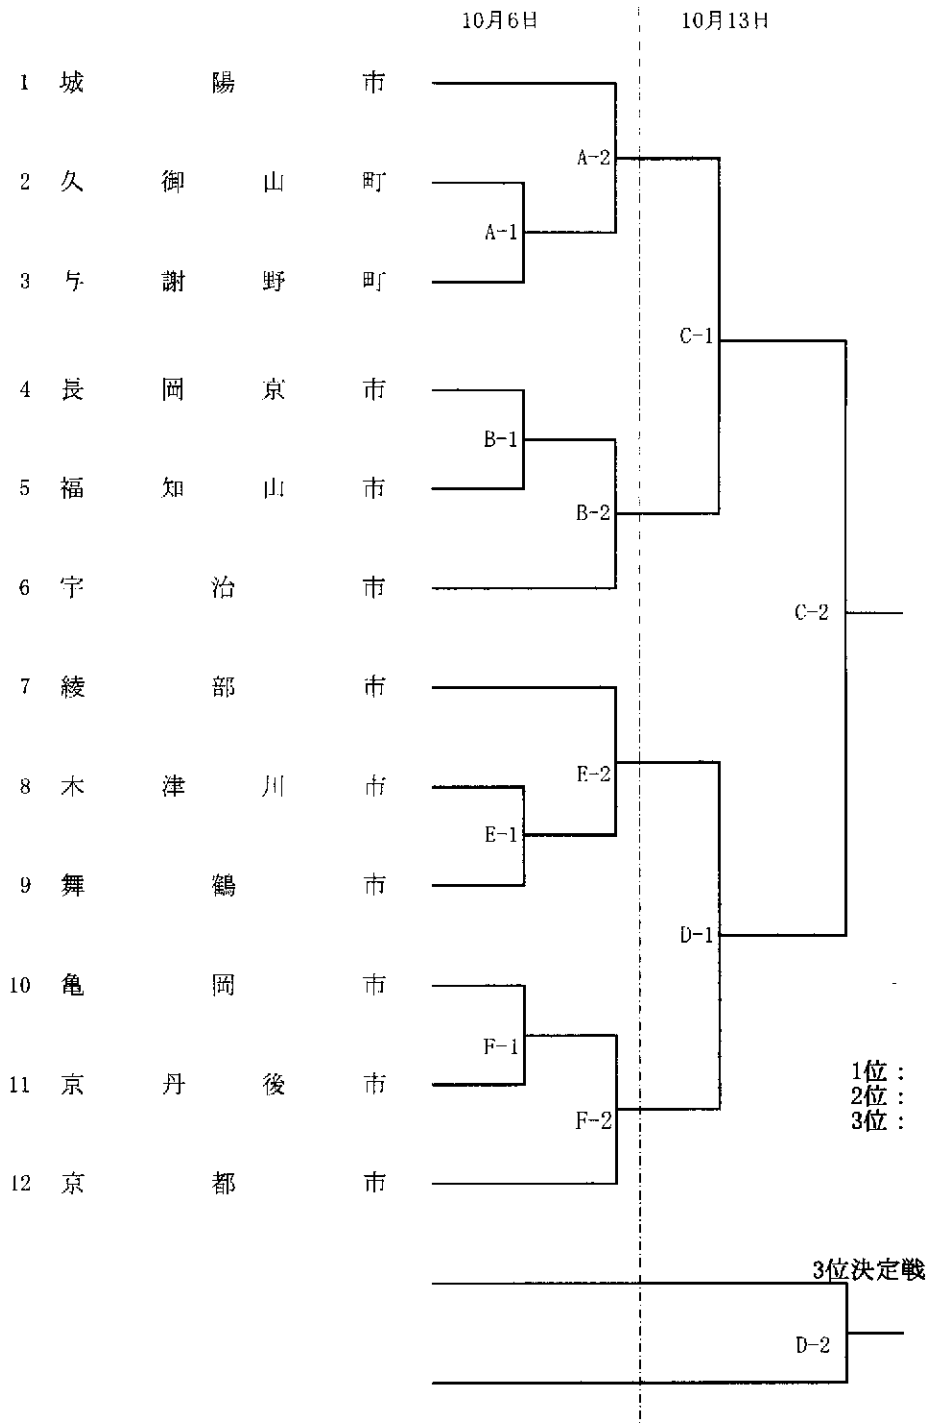 10月6日 10月13日
1 城陽市
A-2
2 久御山町
A-1
3 与謝野町
C-1
4 長岡京市
B-1
5 福知山市
B-2
6 宇治市
C-2
7 綾部市
E-2
8 木津川市
E-1
9 舞鶴市
D-1
10 亀岡市
F-1
1位：
11 京丹後市
2位：
3位：
F-2
12 京都市
3位決定戦
D-2